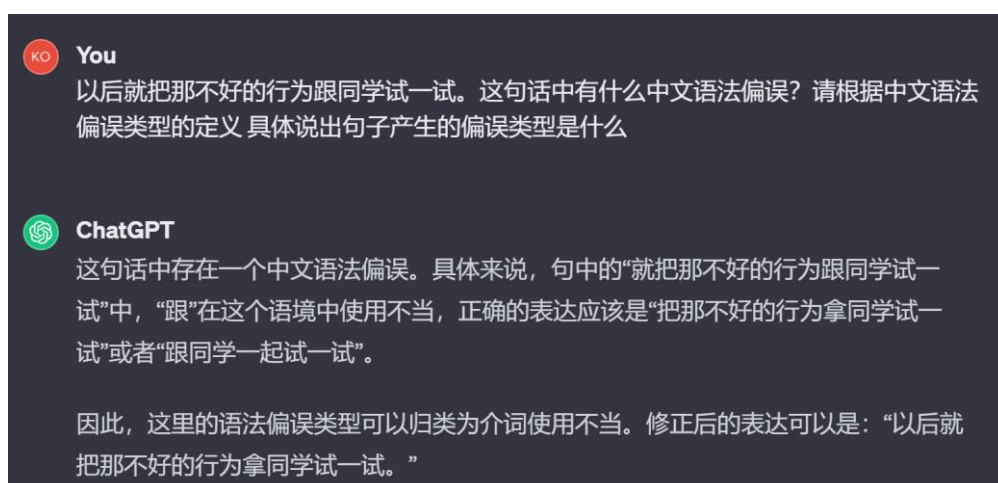 KO
You
以后就把那不好的行为跟同学试一试。这句话中有什么中文语法偏误？请根据中文语法
偏误类型的定义 具体说出句子产生的偏误类型是什么
ChatGPT
这句话中存在一个中文语法偏误。具体来说，句中的“就把那不好的行为跟同学试一
试”中，“跟”在这个语境中使用不当，正确的表达应该是“把那不好的行为拿同学试一
试”或者“跟同学一起试一试”。
因此，这里的语法偏误类型可以归类为介词使用不当。修正后的表达可以是：“以后就
把那不好的行为拿同学试一试。”